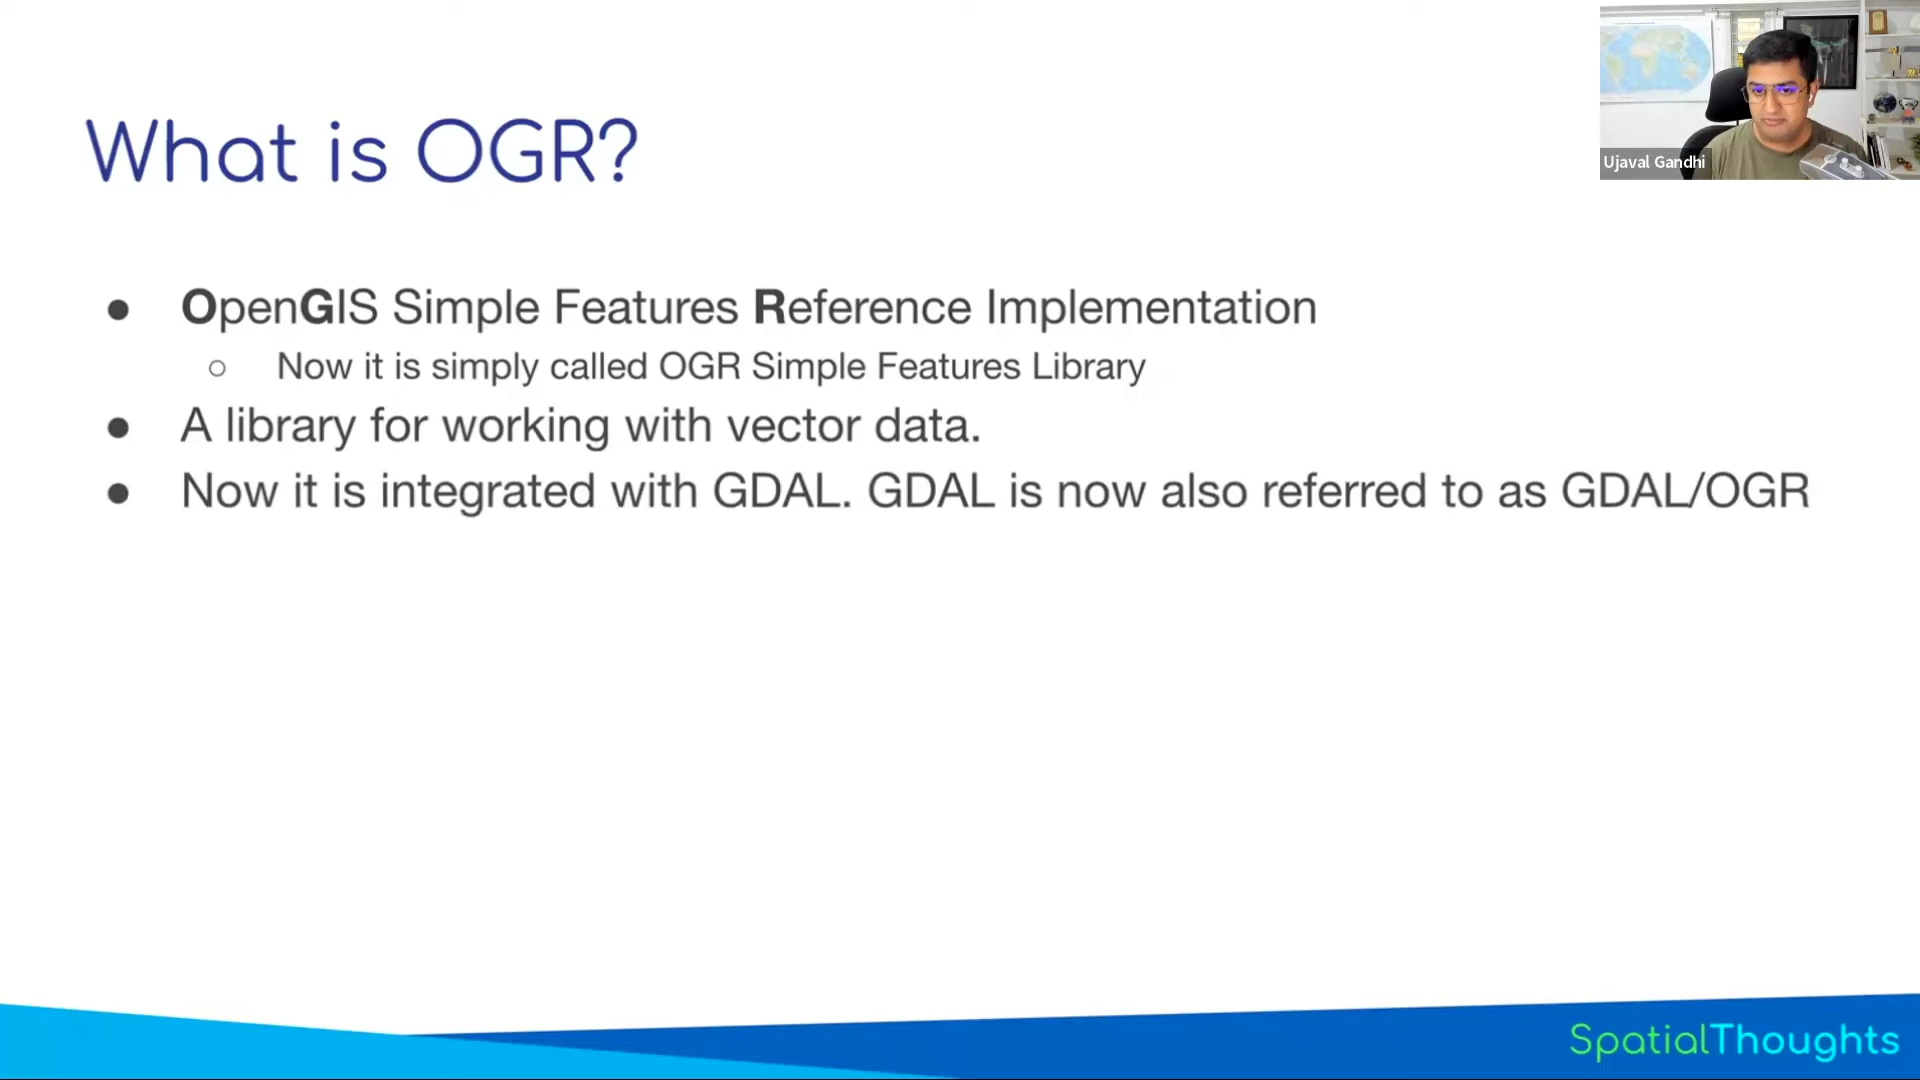 What is OGR?
Ujaval Gandhi
● OpenGIS Simple Features Reference Implementation
○ Now it is simply called OGR Simple Features Library
● A library for working with vector data.
● Now it is integrated with GDAL. GDAL is now also referred to as GDAL/OGR
SpatialThoughts